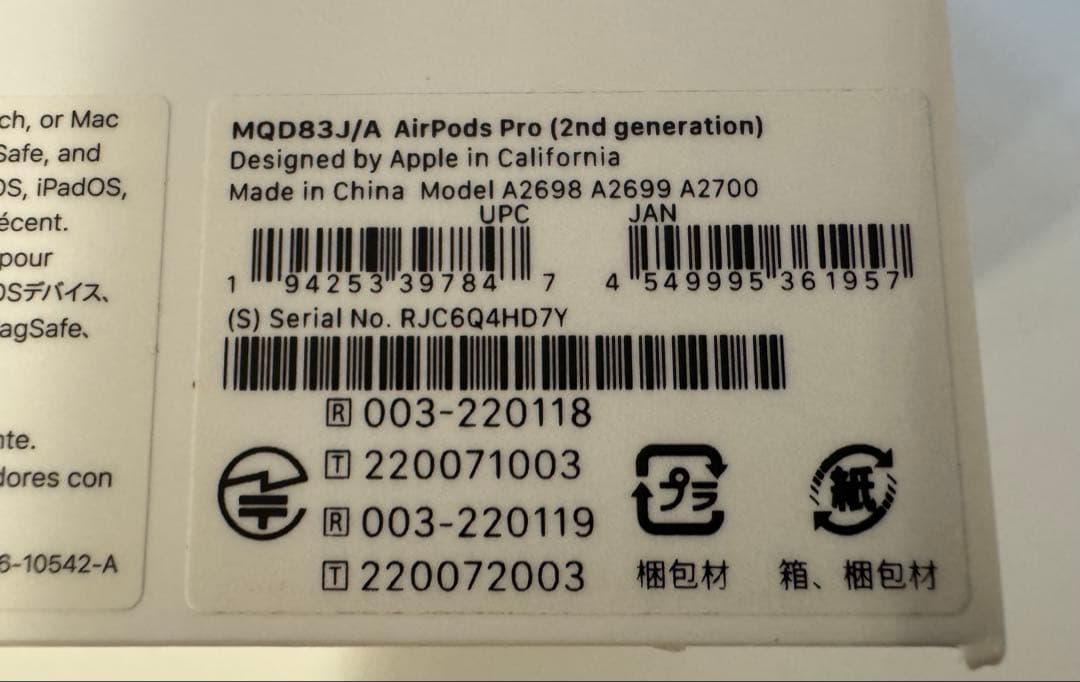 ch, or Mac
Safe, and
OS, iPadOS,
écent.
pour
OSデバイス、
agSafe、
nte.
dores con
6-10542-A
MQD83J/A AirPods Pro (2nd generation)
Designed by Apple in California
Made in China Model A2698 A2699 A2700
UPC JAN
1 94253 39784 7 4 549995 361957
(S) Serial No. RJC6Q4HD7Y
R 003-220118
T 220071003
R 003-220119
T 220072003
プラ
紙
梱包材
箱、梱包材